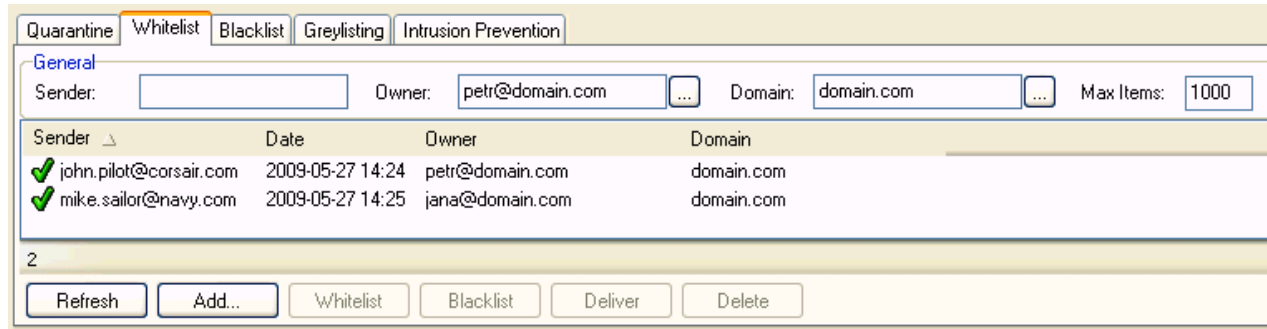 Quarantine Whitelist Blacklist Greylisting Intrusion Prevention
General
Sender: Owner: petr@domain.com ... Domain: domain.com ... Max Items: 1000
Sender Date Owner Domain
john.pilot@corsair.com 2009-05-27 14:24 petr@domain.com domain.com
mike.sailor@navy.com 2009-05-27 14:25 jana@domain.com domain.com
2
Refresh Add... Whitelist Blacklist Deliver Delete